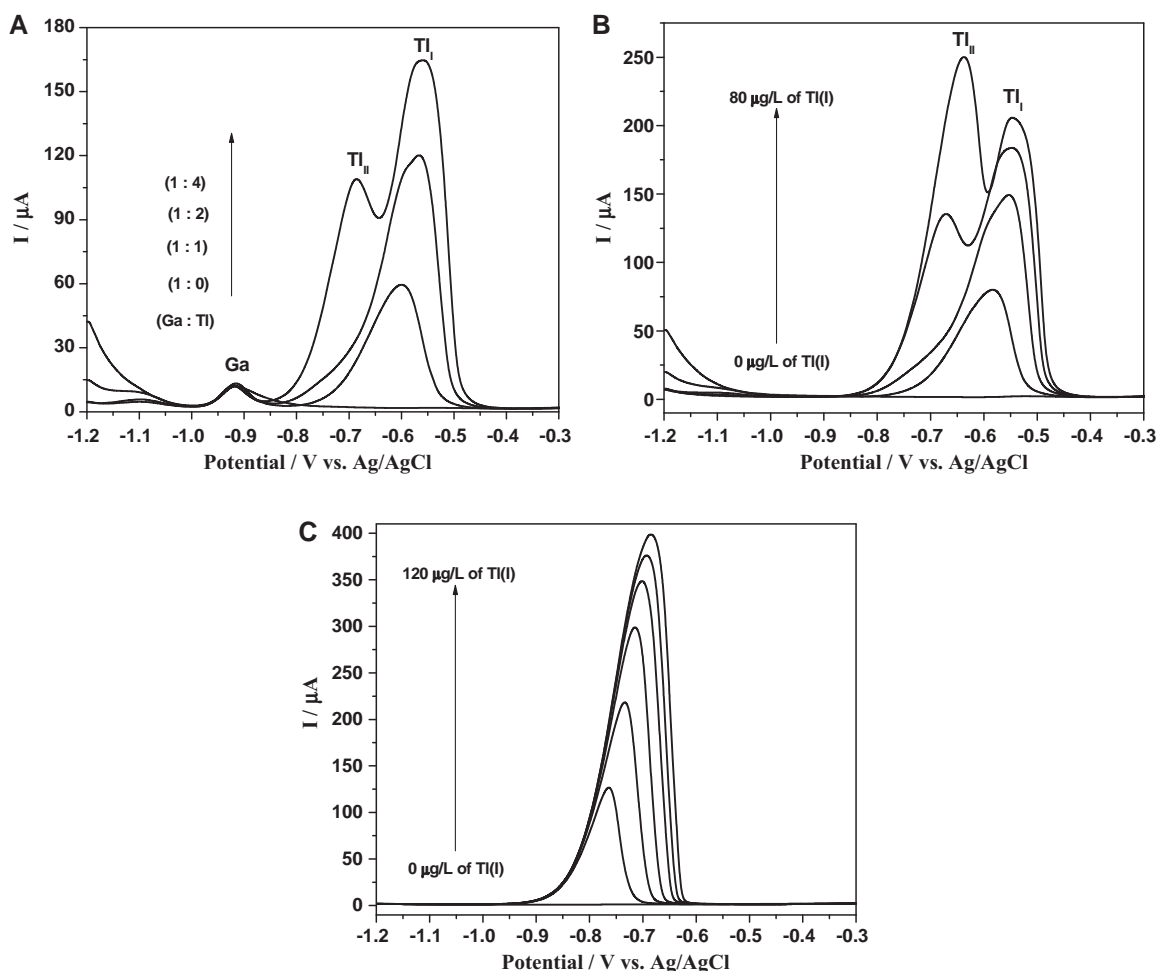 A
180
150
120
90
60
30
0
I / µA
Tl_I
Tl_II
(1 : 4)
(1 : 2)
(1 : 1)
(1 : 0)
(Ga : Tl)
Ga
-1.2 -1.1 -1.0 -0.9 -0.8 -0.7 -0.6 -0.5 -0.4 -0.3
Potential / V vs. Ag/AgCl
B
250
200
150
100
50
0
I / µA
Tl_II
Tl_I
80 µg/L of Tl(I)
0 µg/L of Tl(I)
-1.2 -1.1 -1.0 -0.9 -0.8 -0.7 -0.6 -0.5 -0.4 -0.3
Potential / V vs. Ag/AgCl
C
400
350
300
250
200
150
100
50
0
I / µA
120 µg/L of Tl(I)
0 µg/L of Tl(I)
-1.2 -1.1 -1.0 -0.9 -0.8 -0.7 -0.6 -0.5 -0.4 -0.3
Potential / V vs. Ag/AgCl